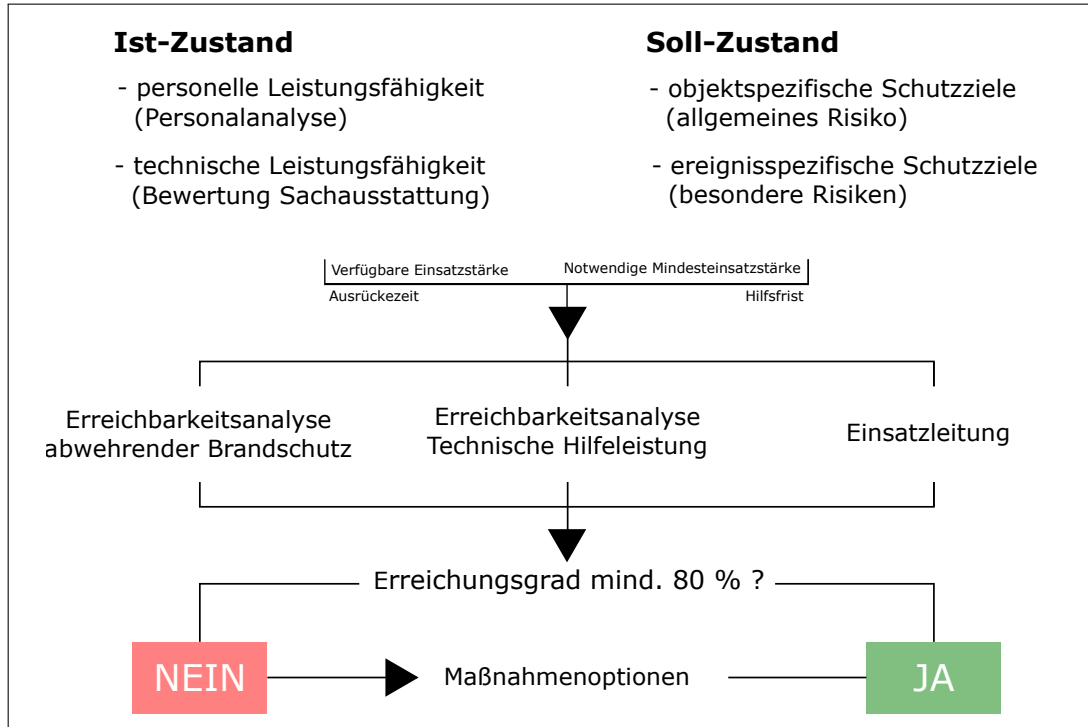 Ist-Zustand
- personelle Leistungsfähigkeit
(Personalanalyse)
- technische Leistungsfähigkeit
(Bewertung Sachausstattung)
Soll-Zustand
- objektspezifische Schutzziele
(allgemeines Risiko)
- ereignisspezifische Schutzziele
(besondere Risiken)
Verfügbare Einsatzstärke
Notwendige Mindesteinsatzstärke
Ausrückezeit
Hilfsfrist
Erreichbarkeitsanalyse
abwehrender Brandschutz
Erreichbarkeitsanalyse
Technische Hilfeleistung
Einsatzleitung
Erreichungsgrad mind. 80 % ?
NEIN
Maßnahmenoptionen
JA